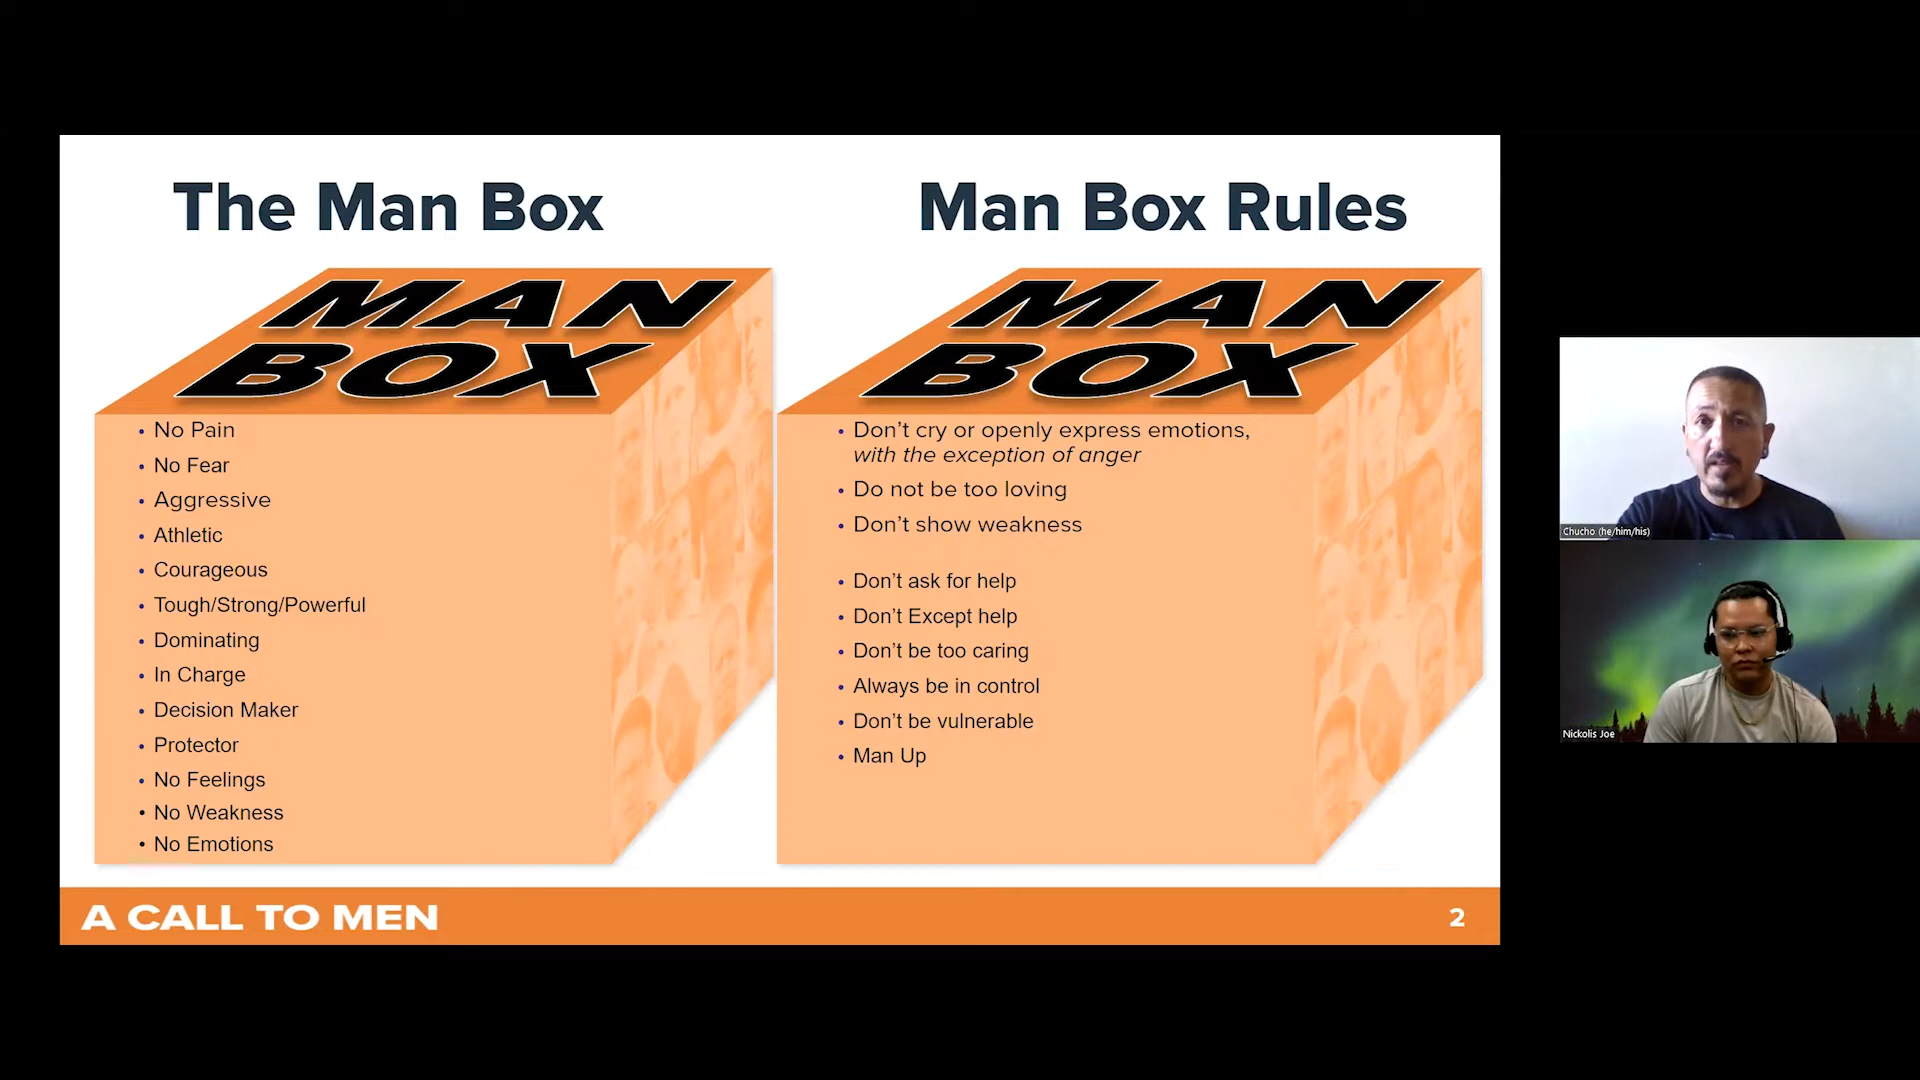 The Man Box
MAN
BOX
• No Pain
• No Fear
• Aggressive
• Athletic
• Courageous
• Tough/Strong/Powerful
• Dominating
• In Charge
• Decision Maker
• Protector
• No Feelings
• No Weakness
• No Emotions
Man Box Rules
MAN
BOX
• Don’t cry or openly express emotions,
with the exception of anger
• Do not be too loving
• Don’t show weakness
• Don’t ask for help
• Don’t Except help
• Don’t be too caring
• Always be in control
• Don’t be vulnerable
• Man Up
A CALL TO MEN
2
Chucho (he/him/his)
Nickolis Joe